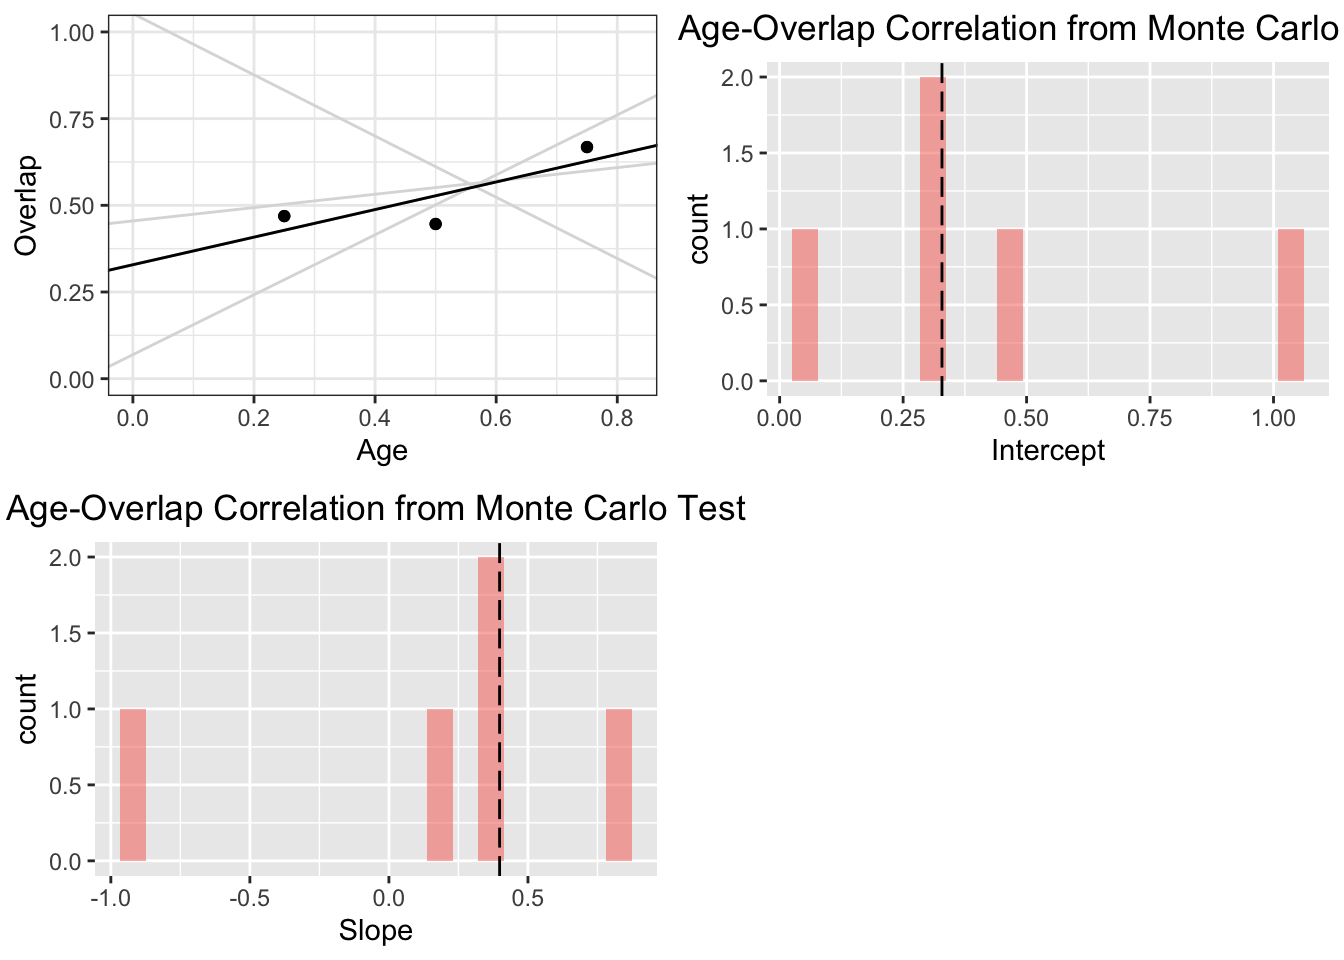 1.00
0.75
0.50
0.25
0.00
Overlap
0.0 0.2 0.4 0.6 0.8
Age
Age-Overlap Correlation from Monte Carlo
2.0
1.5
1.0
0.5
0.0
count
0.00 0.25 0.50 0.75 1.00
Intercept
Age-Overlap Correlation from Monte Carlo Test
2.0
1.5
1.0
0.5
0.0
count
-1.0 -0.5 0.0 0.5
Slope